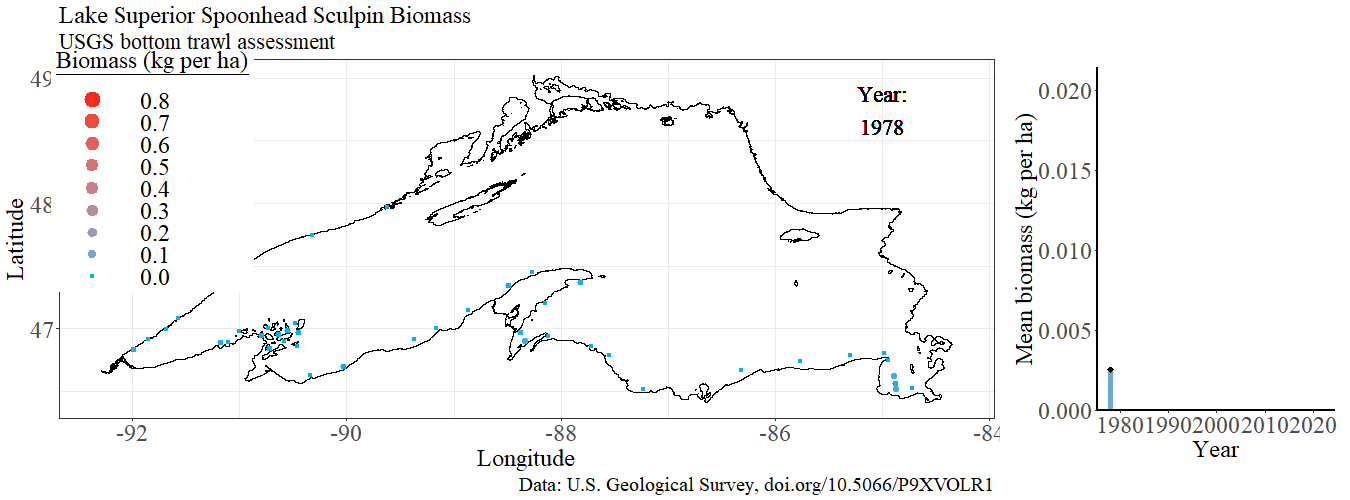 Lake Superior Spoonhead Sculpin Biomass
USGS bottom trawl assessment
Biomass (kg per ha)
0.8
0.7
0.6
0.5
0.4
0.3
0.2
0.1
0.0
Year:
1978
49
48
47
Latitude
-92
-90
-88
-86
-84
Longitude
Data: U.S. Geological Survey, doi.org/10.5066/P9XVOLR1
Mean biomass (kg per ha)
0.020
0.015
0.010
0.005
0.000
1980 1990 2000 2010 2020
Year